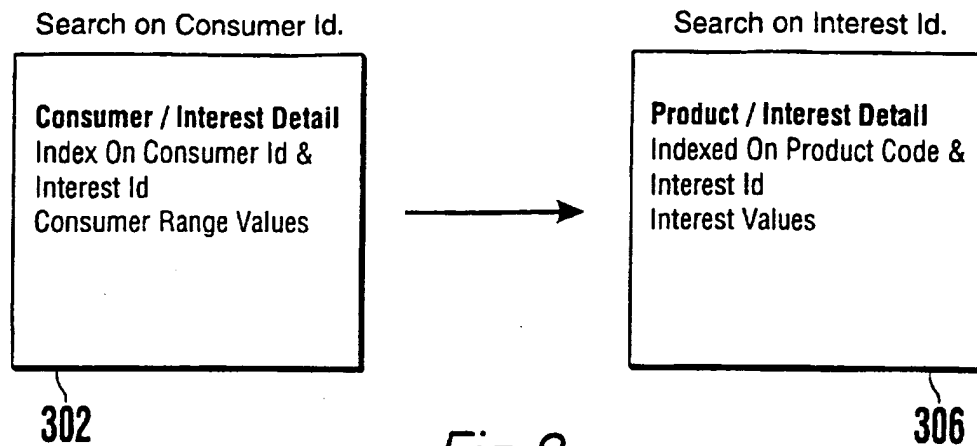 Search on Consumer Id.
Consumer / Interest Detail
Index On Consumer Id &
Interest Id
Consumer Range Values
302
Search on Interest Id.
Product / Interest Detail
Indexed On Product Code &
Interest Id
Interest Values
306